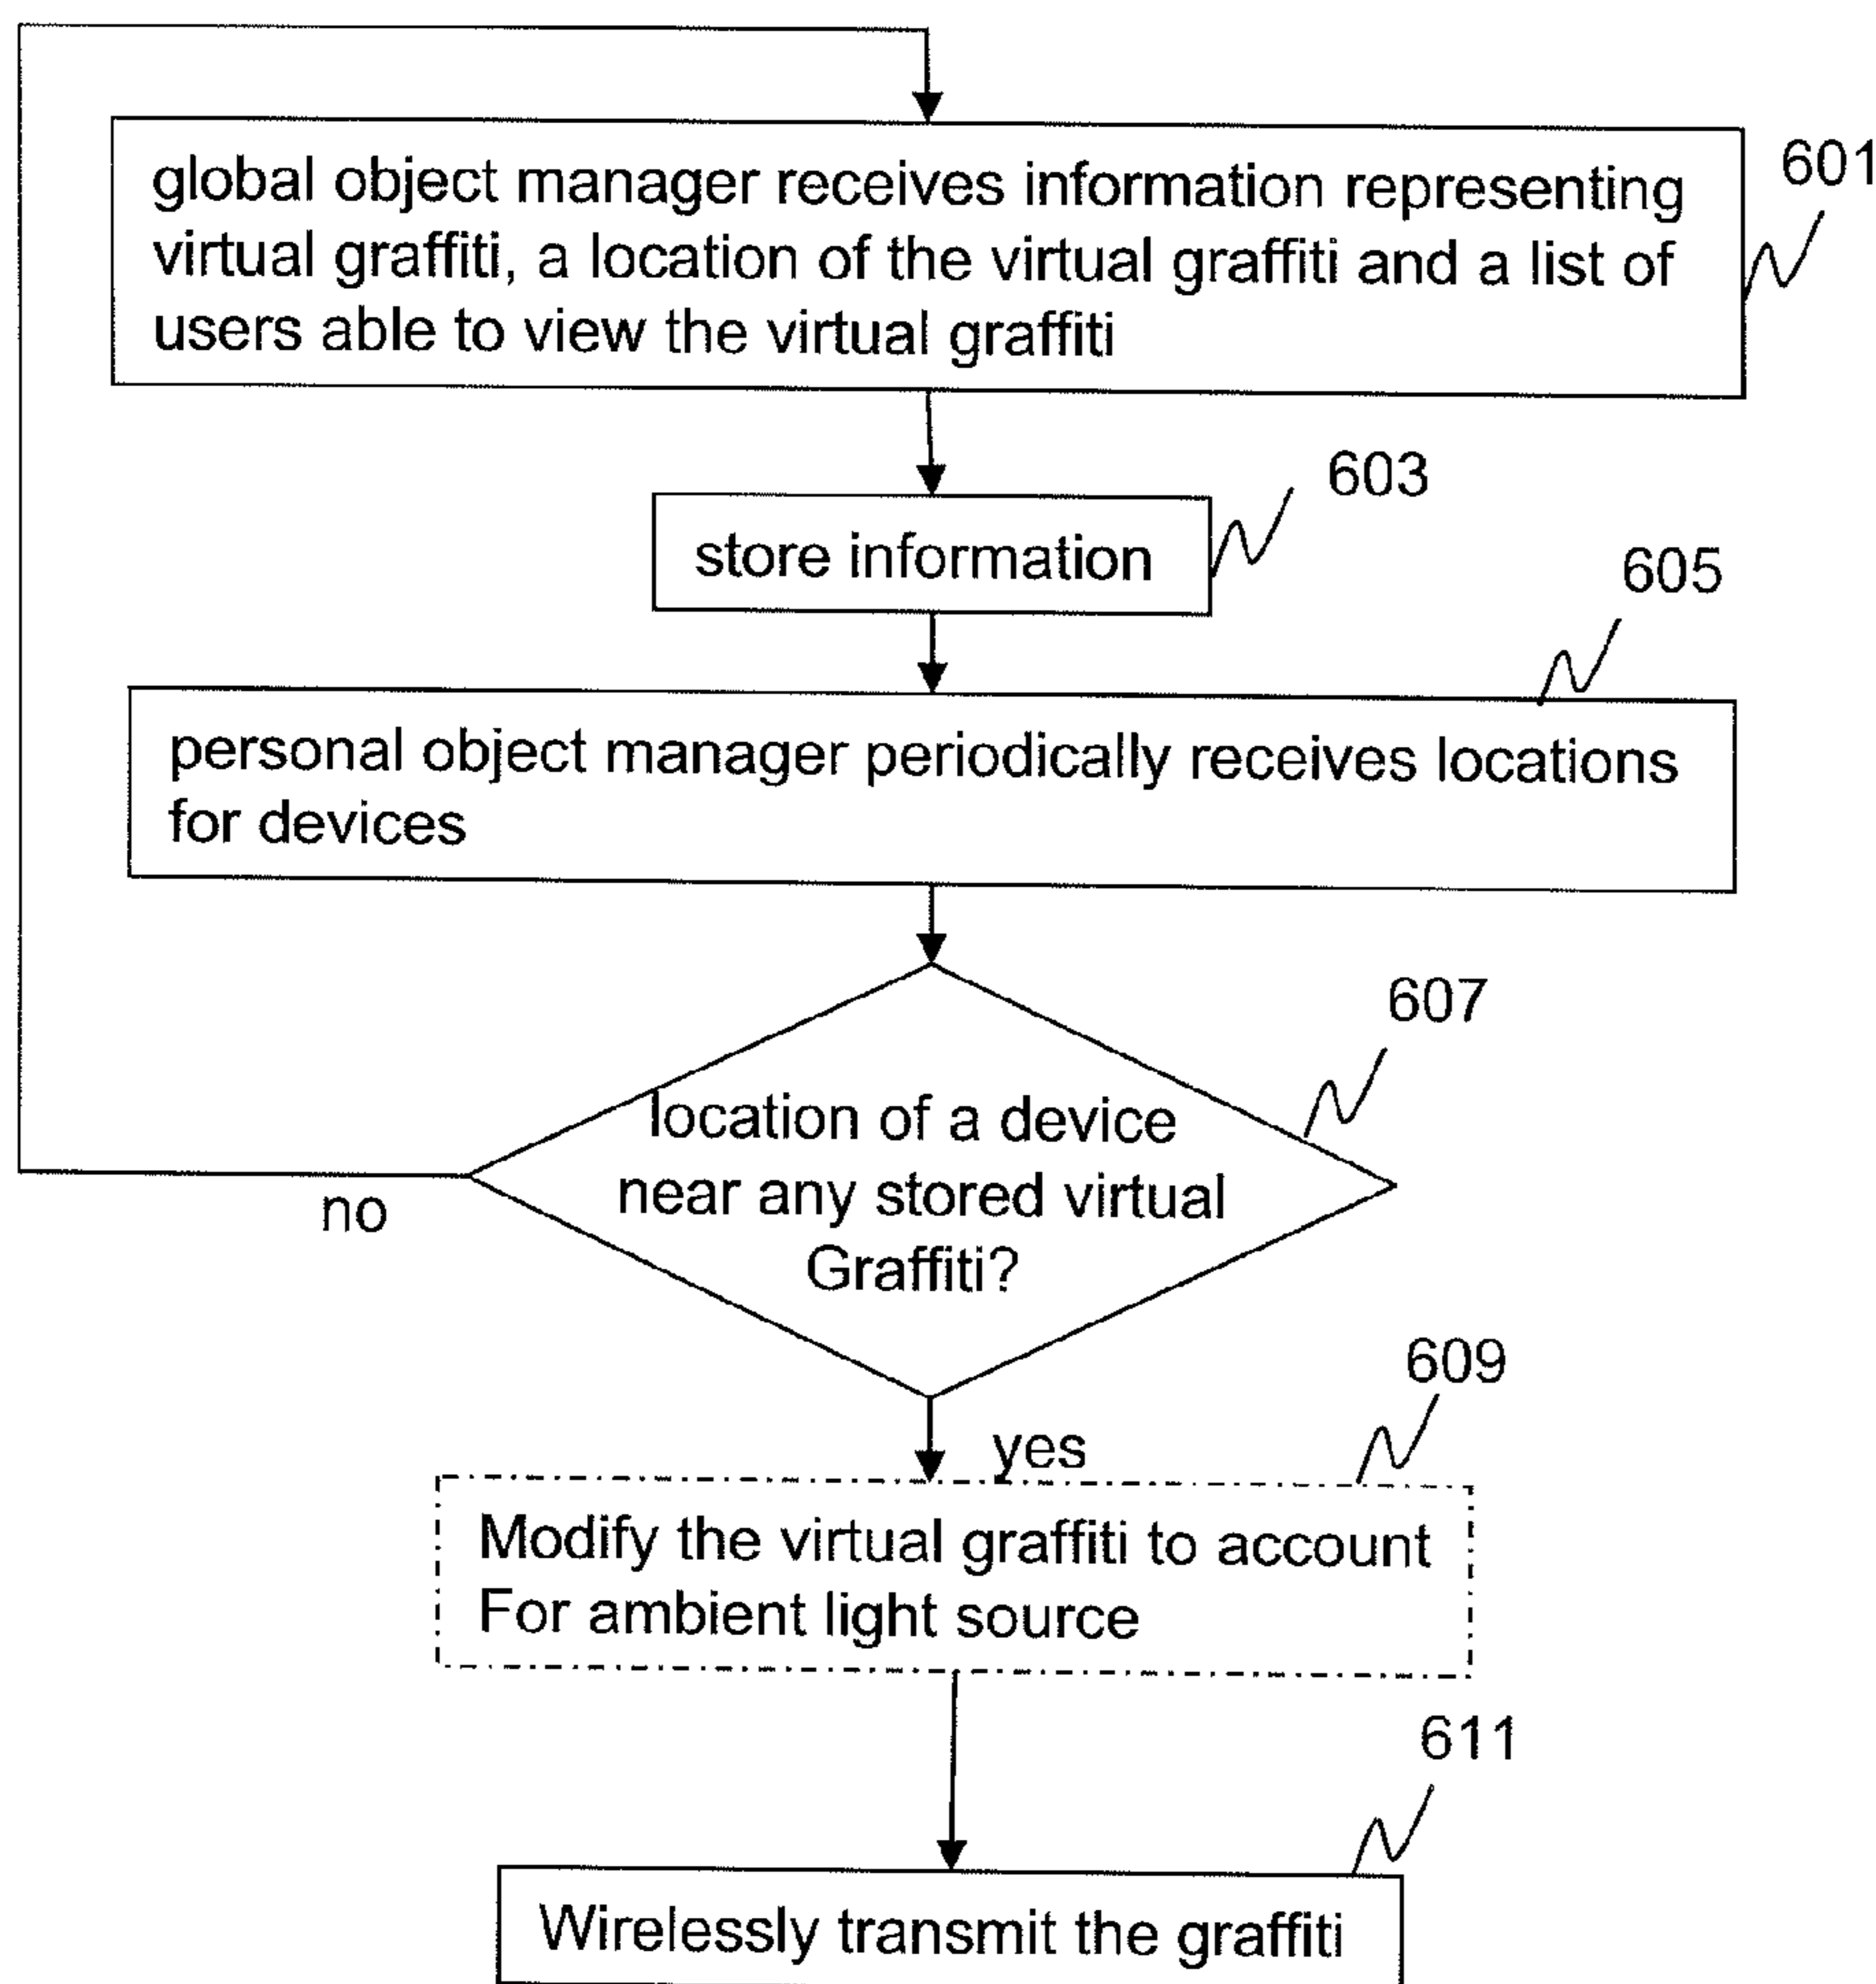 global object manager receives information representing
virtual graffiti, a location of the virtual graffiti and a list of
users able to view the virtual graffiti
601
603
store information
605
personal object manager periodically receives locations
for devices
607
location of a device
near any stored virtual
Graffiti?
no
yes
609
Modify the virtual graffiti to account
For ambient light source
611
Wirelessly transmit the graffiti